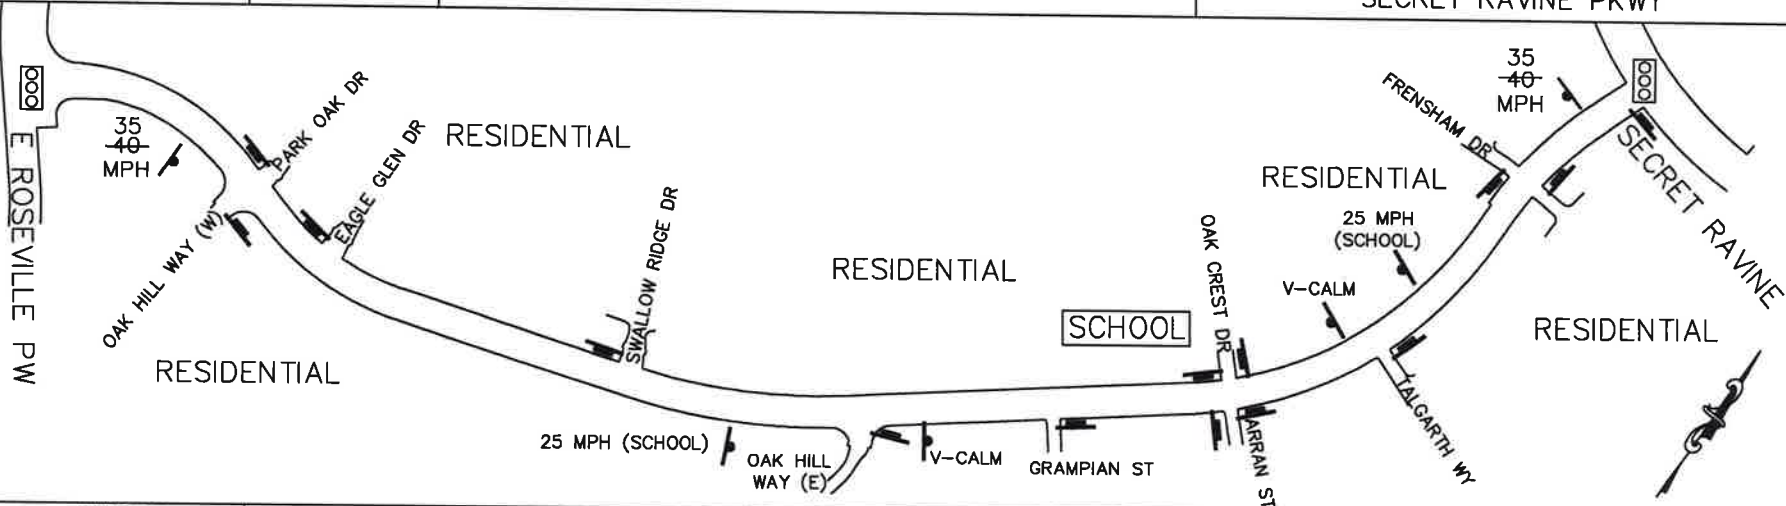 SECRET RAVINE PKWY
35
40
MPH
E ROSEVILLE PW
PARK OAK DR
EAGLE GLEN DR
RESIDENTIAL
OAK HILL WAY (W)
RESIDENTIAL
SWALLOW RIDGE DR
25 MPH (SCHOOL)
OAK HILL
WAY (E)
V-CALM
GRAMPIAN ST
RESIDENTIAL
SCHOOL
OAK CREST DR
ARRAN ST
V-CALM
25 MPH
(SCHOOL)
RESIDENTIAL
FRENSHAM DR
35
40
MPH
SECRET RAVINE
RESIDENTIAL
TALGARTH WY